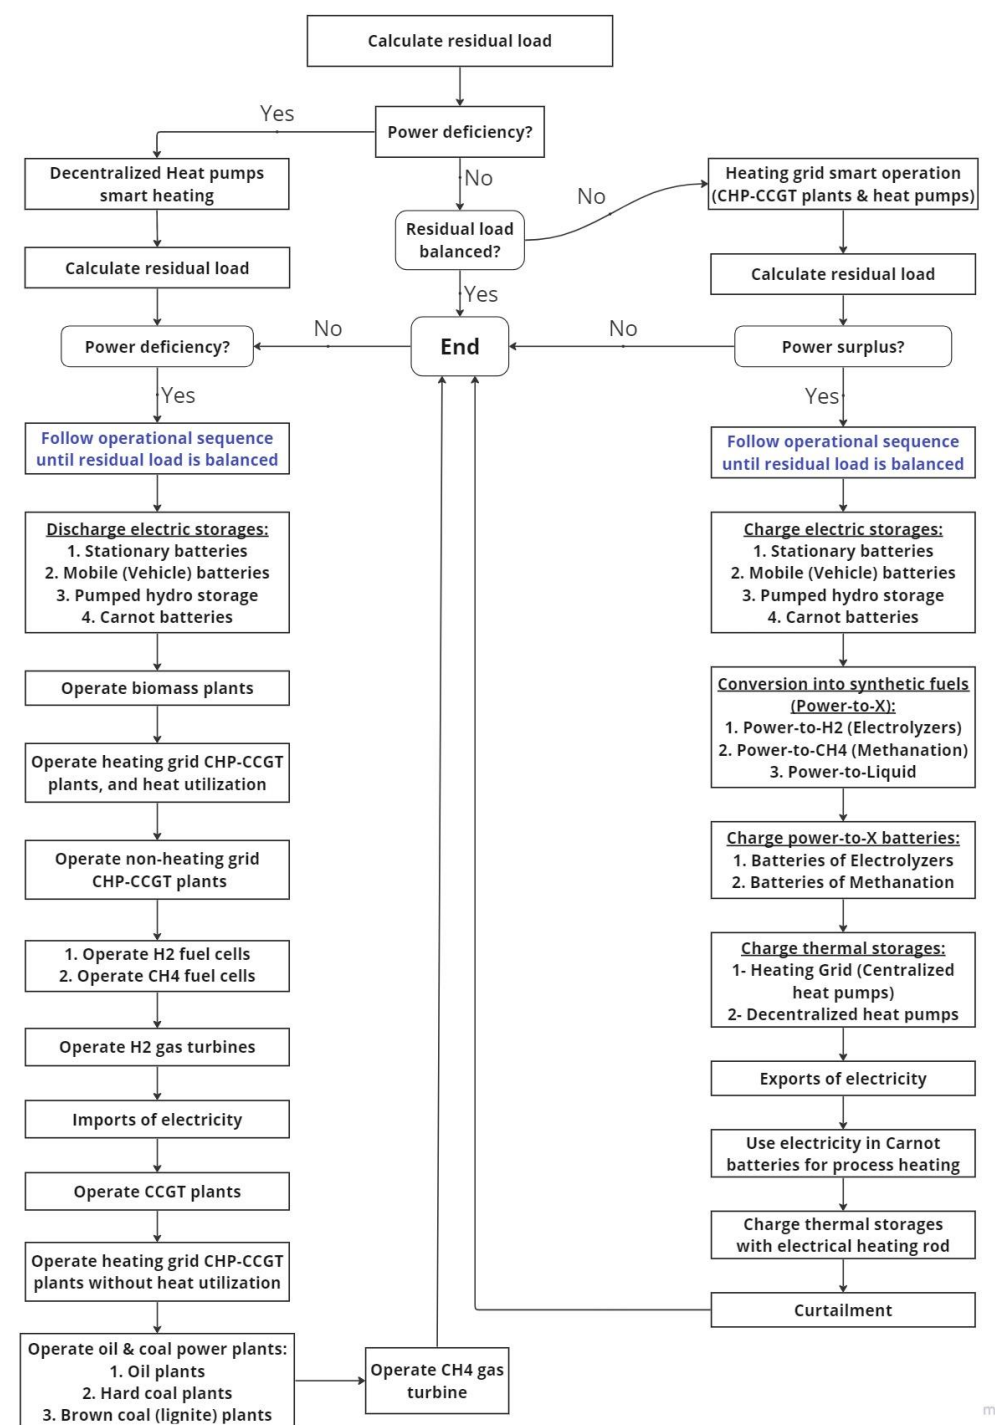 Calculate residual load
Yes
Power deficiency?
No
Decentralized Heat pumps
smart heating
Calculate residual load
Power deficiency?
Yes
Follow operational sequence
until residual load is balanced
Discharge electric storages:
1. Stationary batteries
2. Mobile (Vehicle) batteries
3. Pumped hydro storage
4. Carnot batteries
Operate biomass plants
Operate heating grid CHP-CCGT
plants, and heat utilization
Operate non-heating grid
CHP-CCGT plants
1. Operate H2 fuel cells
2. Operate CH4 fuel cells
Operate H2 gas turbines
Imports of electricity
Operate CCGT plants
Operate heating grid CHP-CCGT
plants without heat utilization
Operate oil & coal power plants:
1. Oil plants
2. Hard coal plants
3. Brown coal (lignite) plants
Operate CH4 gas
turbine
Residual load
balanced?
No
Yes
End
No
No
Heating grid smart operation
(CHP-CCGT plants & heat pumps)
Calculate residual load
Power surplus?
Yes
Follow operational sequence
until residual load is balanced
Charge electric storages:
1. Stationary batteries
2. Mobile (Vehicle) batteries
3. Pumped hydro storage
4. Carnot batteries
Conversion into synthetic fuels
(Power-to-X):
1. Power-to-H2 (Electrolyzers)
2. Power-to-CH4 (Methanation)
3. Power-to-Liquid
Charge power-to-X batteries:
1. Batteries of Electrolyzers
2. Batteries of Methanation
Charge thermal storages:
1- Heating Grid (Centralized
heat pumps)
2- Decentralized heat pumps
Exports of electricity
Use electricity in Carnot
batteries for process heating
Charge thermal storages
with electrical heating rod
Curtailment